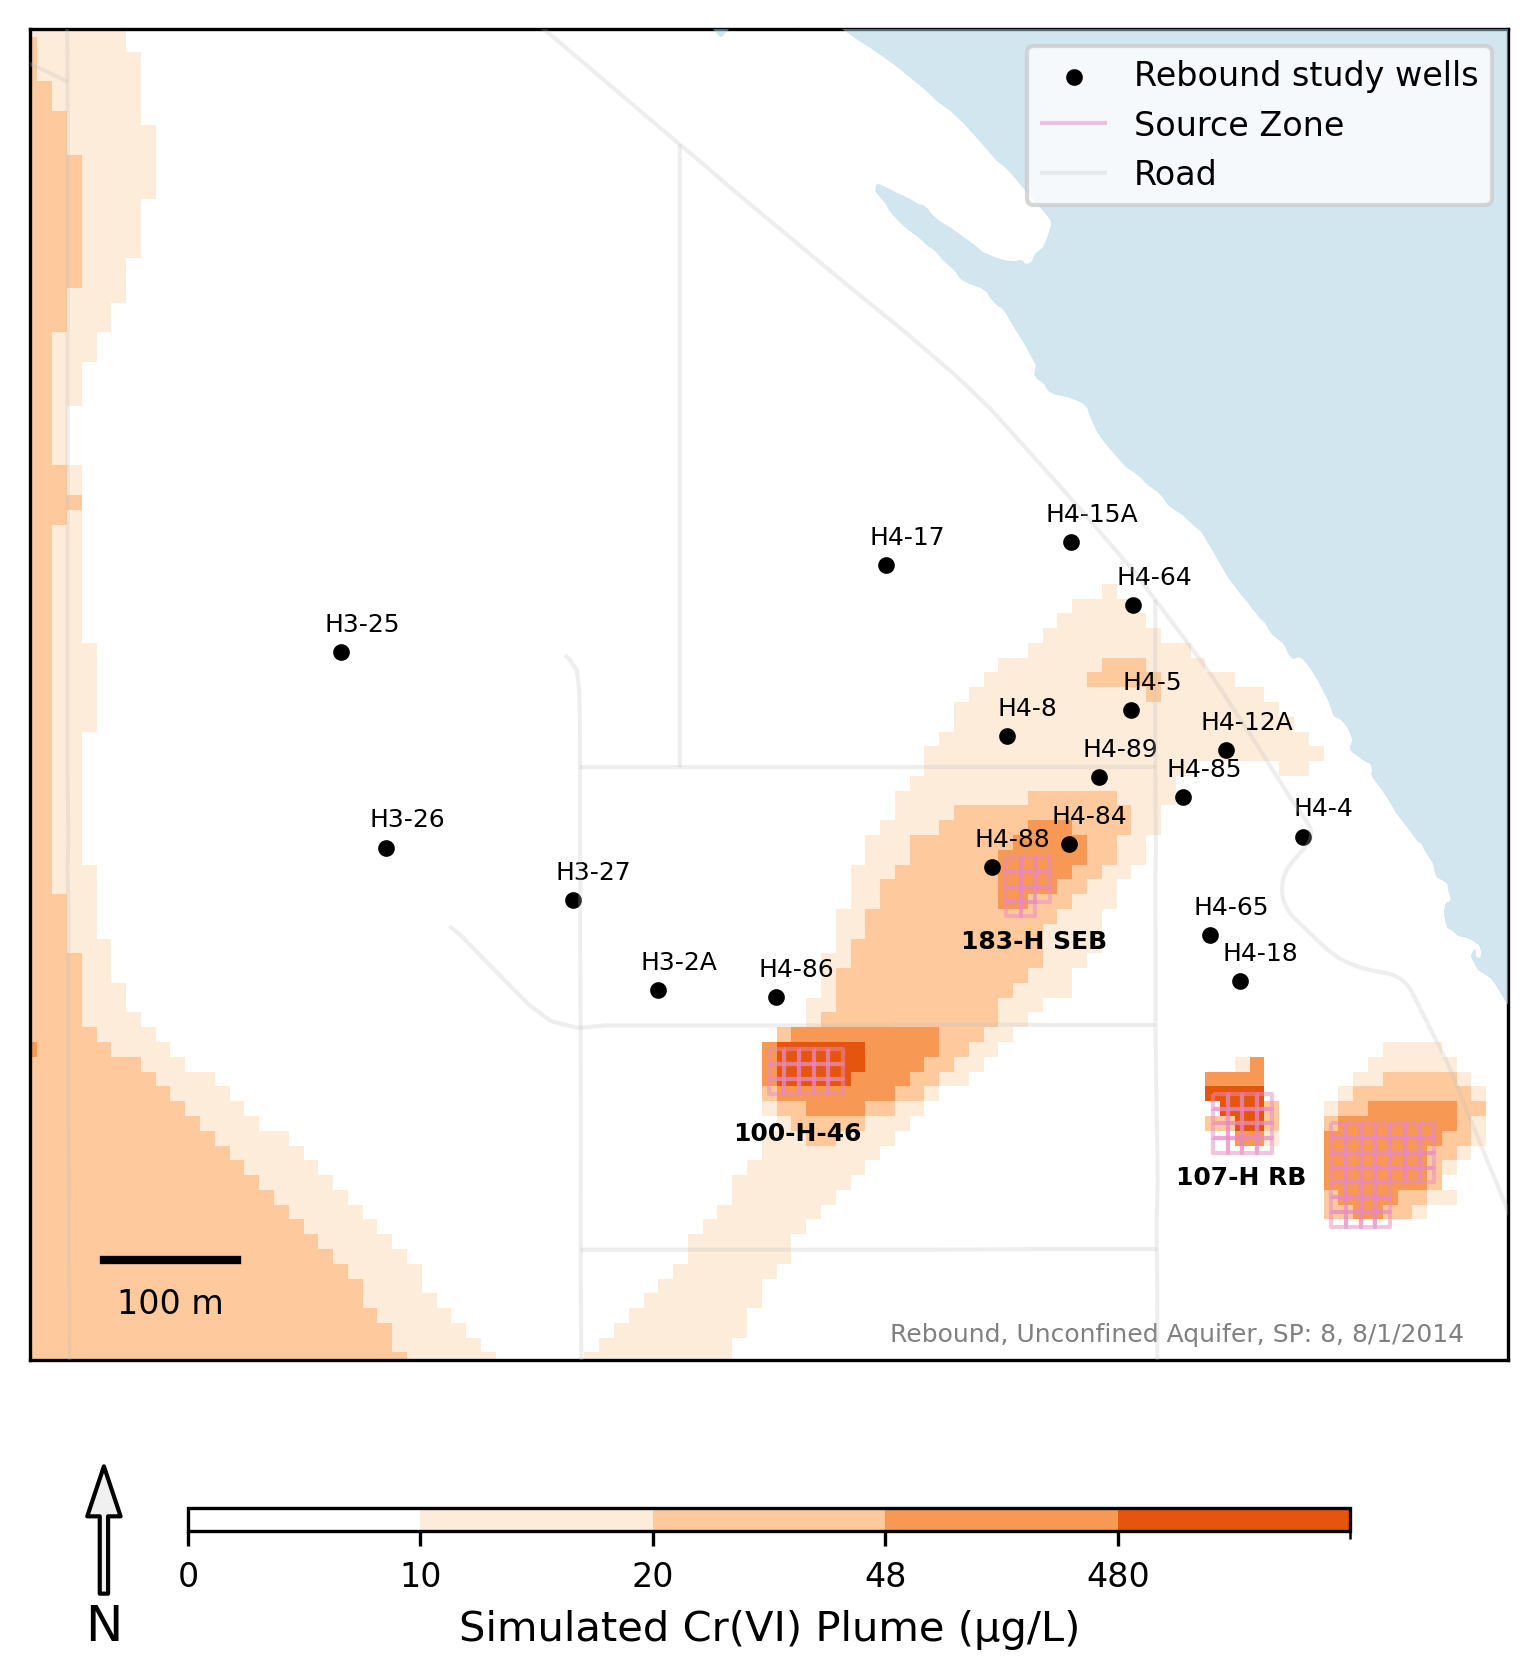 Rebound study wells
Source Zone
Road
H4-15A
H4-17
H4-64
H3-25
H4-5
H4-8
H4-12A
H4-89
H4-85
H4-4
H3-26
H4-84
H4-88
H3-27
H4-65
183-H SEB
H4-18
H3-2A
H4-86
100-H-46
107-H RB
100 m
Rebound, Unconfined Aquifer, SP: 8, 8/1/2014
0 10 20 48 480
N
Simulated Cr(VI) Plume (µg/L)